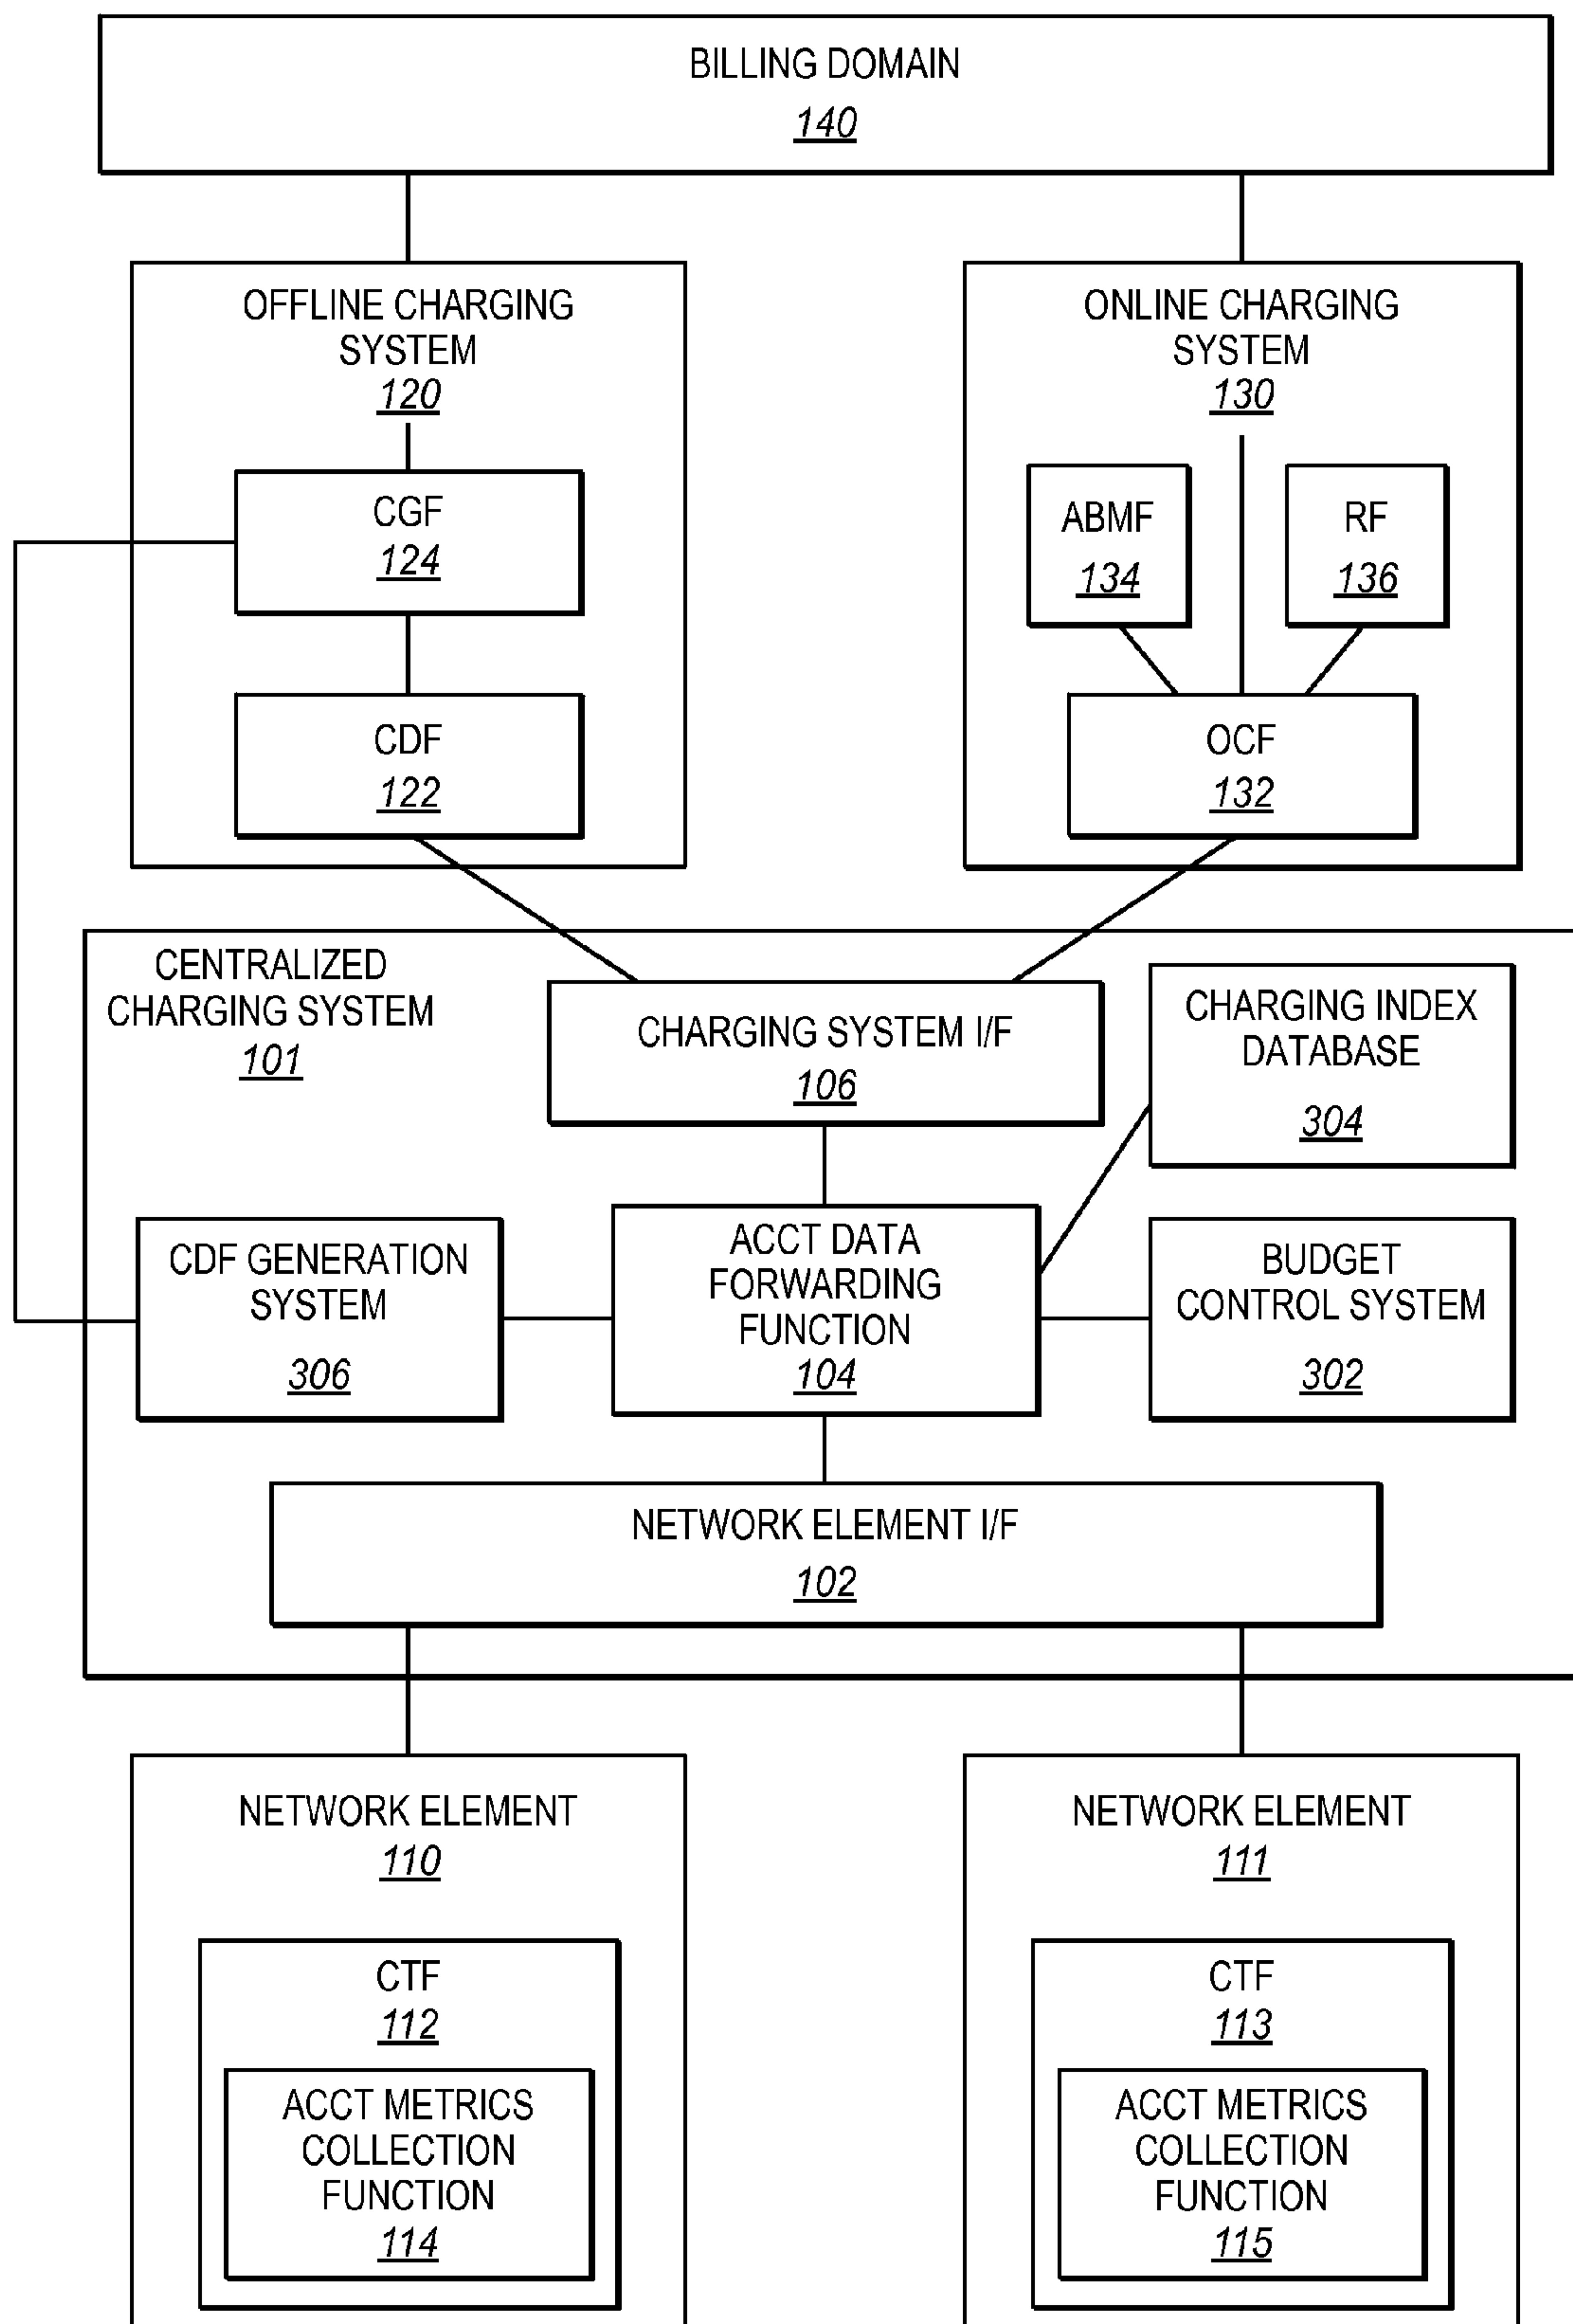 BILLING DOMAIN
140
OFFLINE CHARGING
SYSTEM
120
CGF
124
CDF
122
ONLINE CHARGING
SYSTEM
130
ABMF
134
RF
136
OCF
132
CENTRALIZED
CHARGING SYSTEM
101
CHARGING SYSTEM I/F
106
CHARGING INDEX
DATABASE
304
CDF GENERATION
SYSTEM
306
ACCT DATA
FORWARDING
FUNCTION
104
BUDGET
CONTROL SYSTEM
302
NETWORK ELEMENT I/F
102
NETWORK ELEMENT
110
CTF
112
ACCT METRICS
COLLECTION
FUNCTION
114
NETWORK ELEMENT
111
CTF
113
ACCT METRICS
COLLECTION
FUNCTION
115